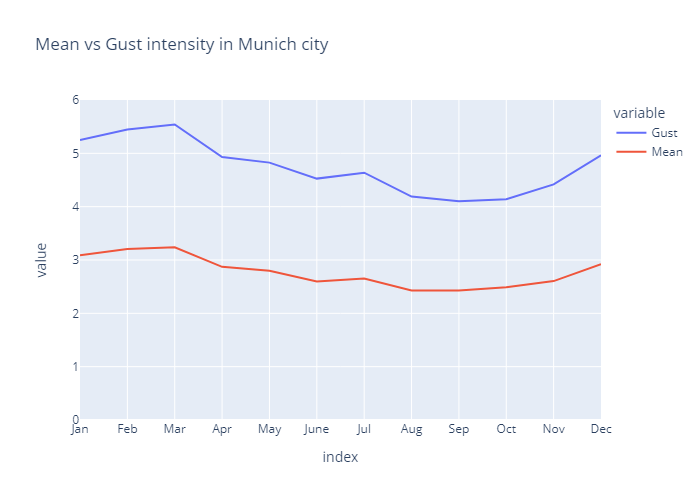 Mean vs Gust intensity in Munich city
variable
Gust
Mean
value
6
5
4
3
2
1
0
Jan Feb Mar Apr May June Jul Aug Sep Oct Nov Dec
index